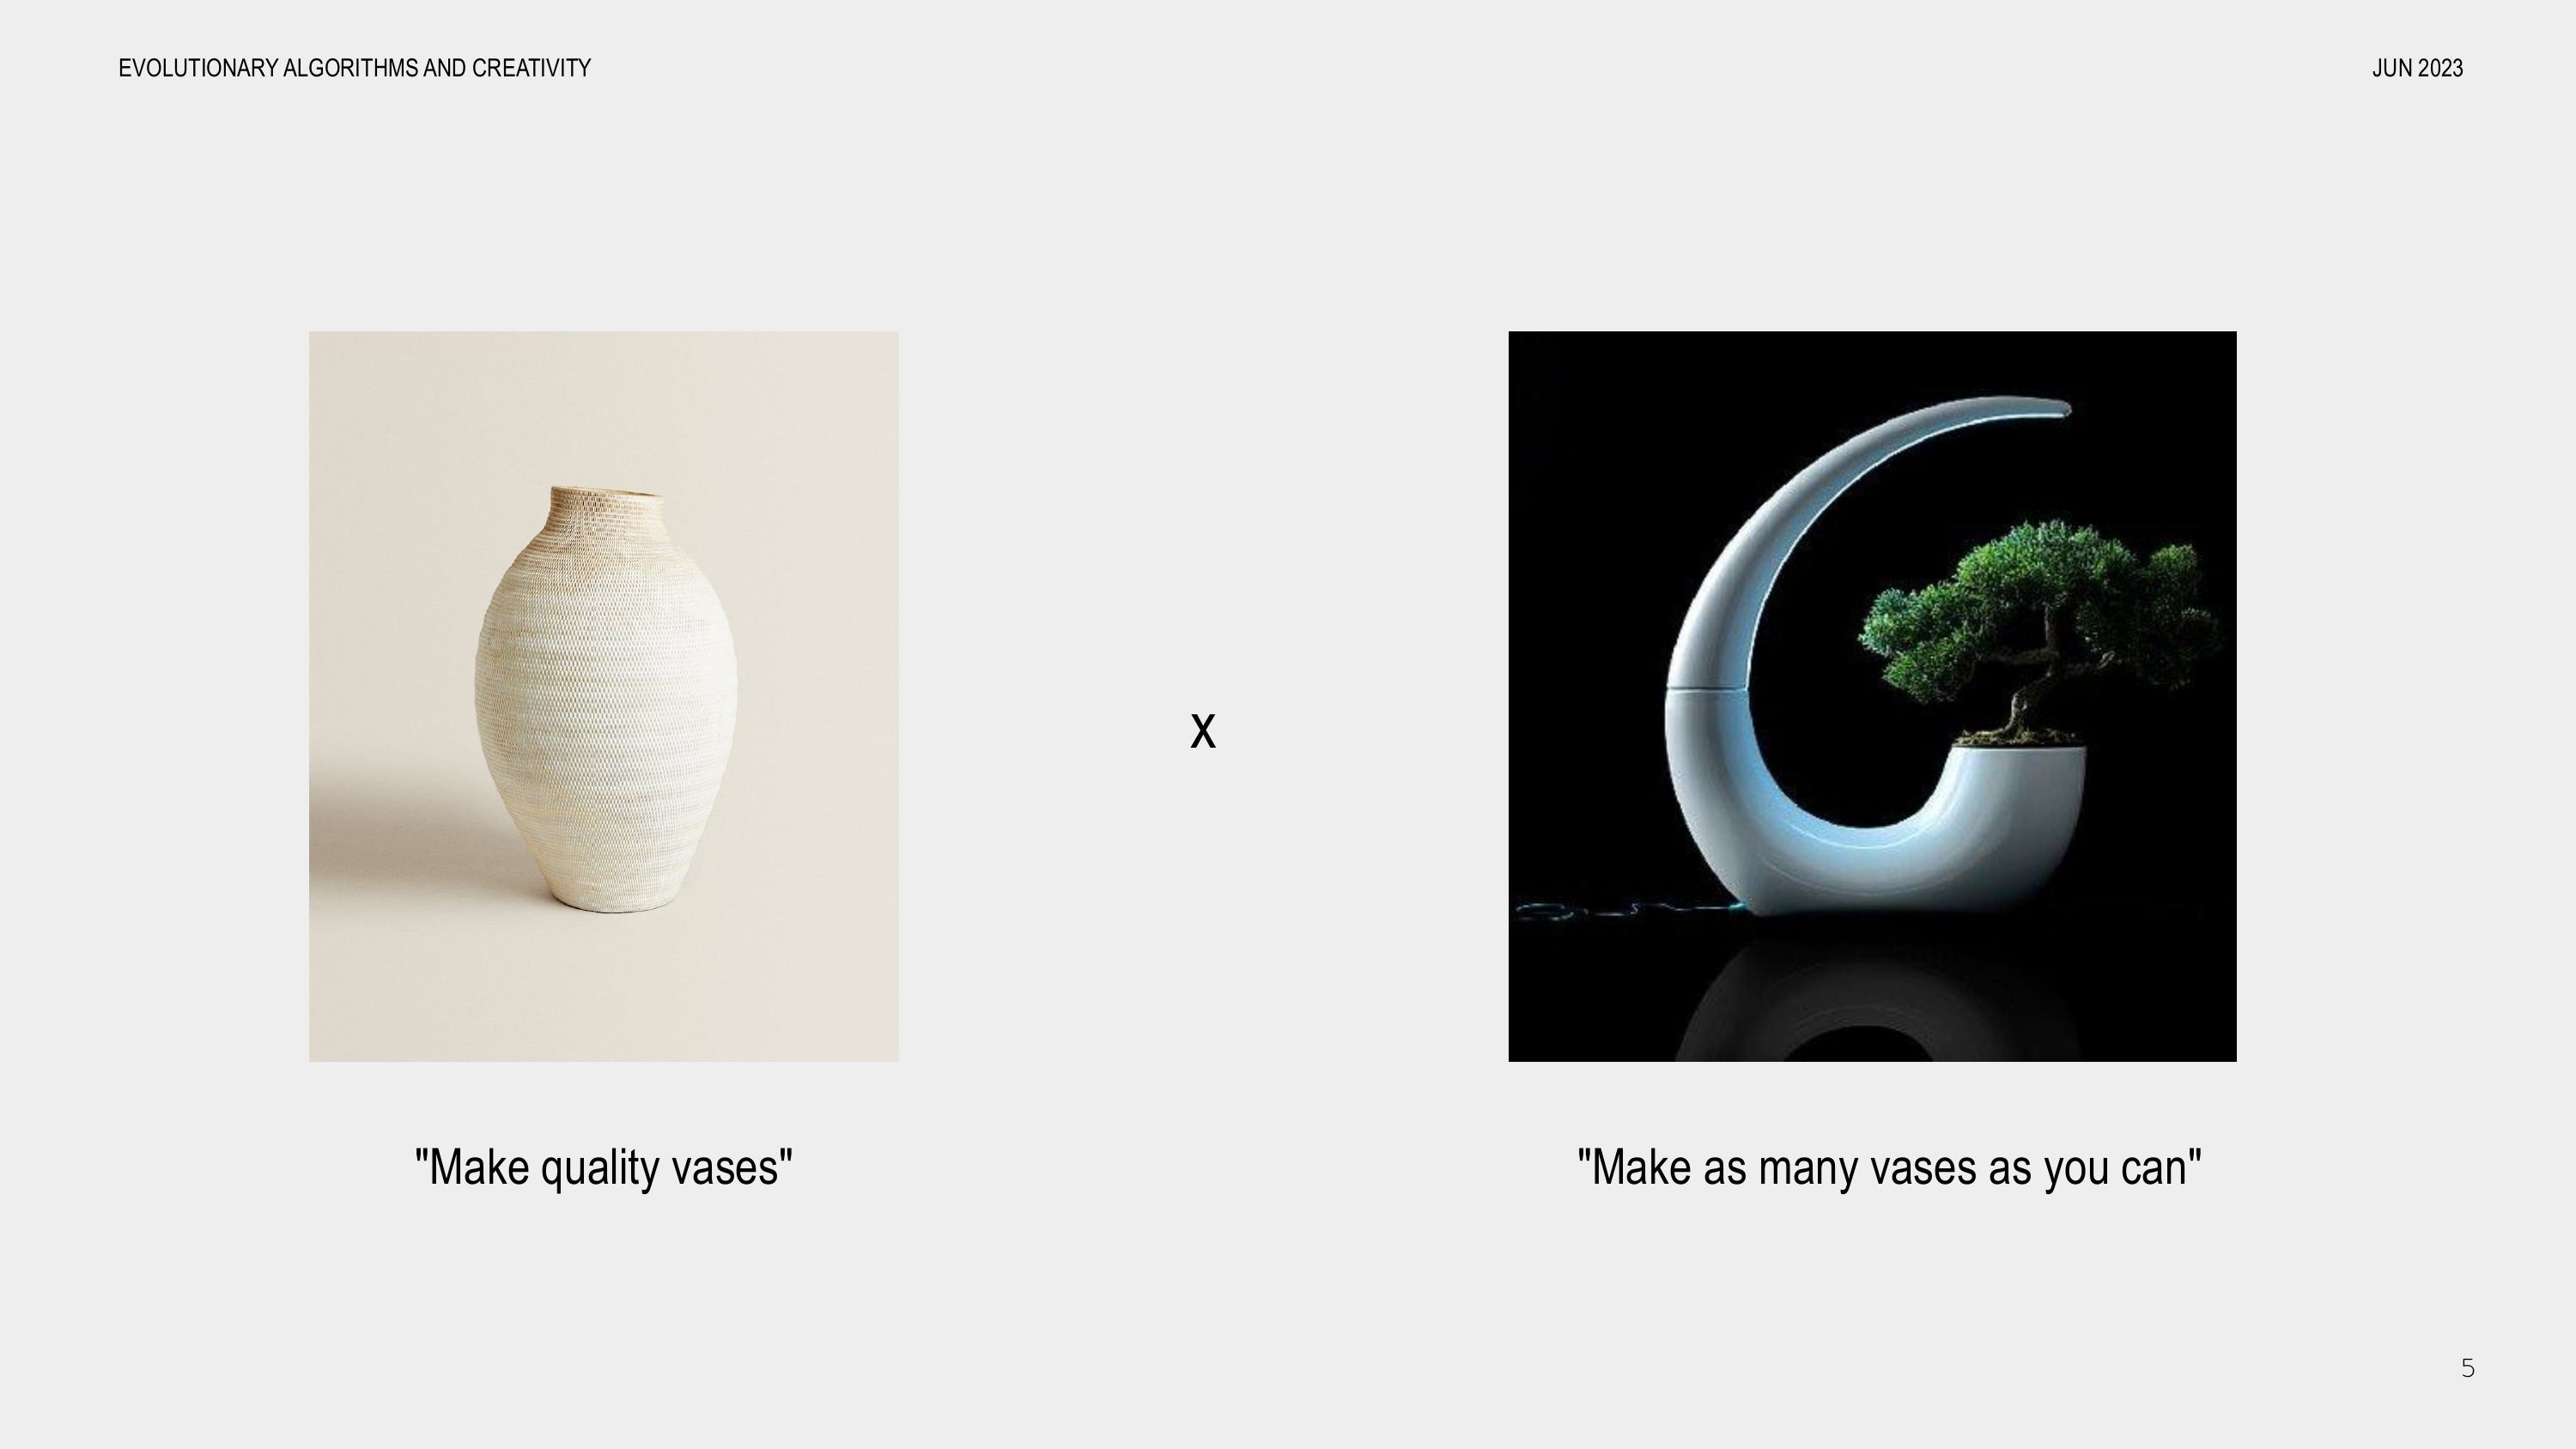 EVOLUTIONARY ALGORITHMS AND CREATIVITY
JUN 2023
x
"Make quality vases"
"Make as many vases as you can"
5